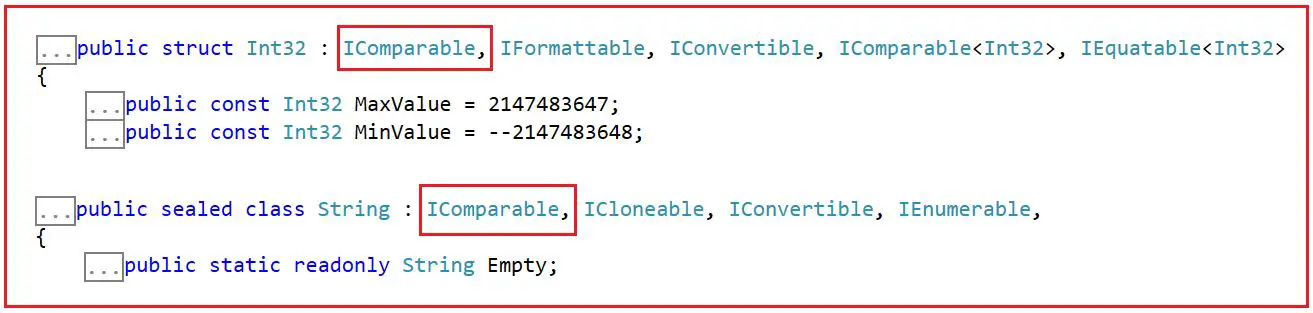 ...public struct Int32 : IComparable, IFormattable, IConvertible, IComparable<Int32>, IEquatable<Int32>
{
...public const Int32 MaxValue = 2147483647;
...public const Int32 MinValue = --2147483648;
...public sealed class String : IComparable, ICloneable, IConvertible, IEnumerable,
{
...public static readonly String Empty;